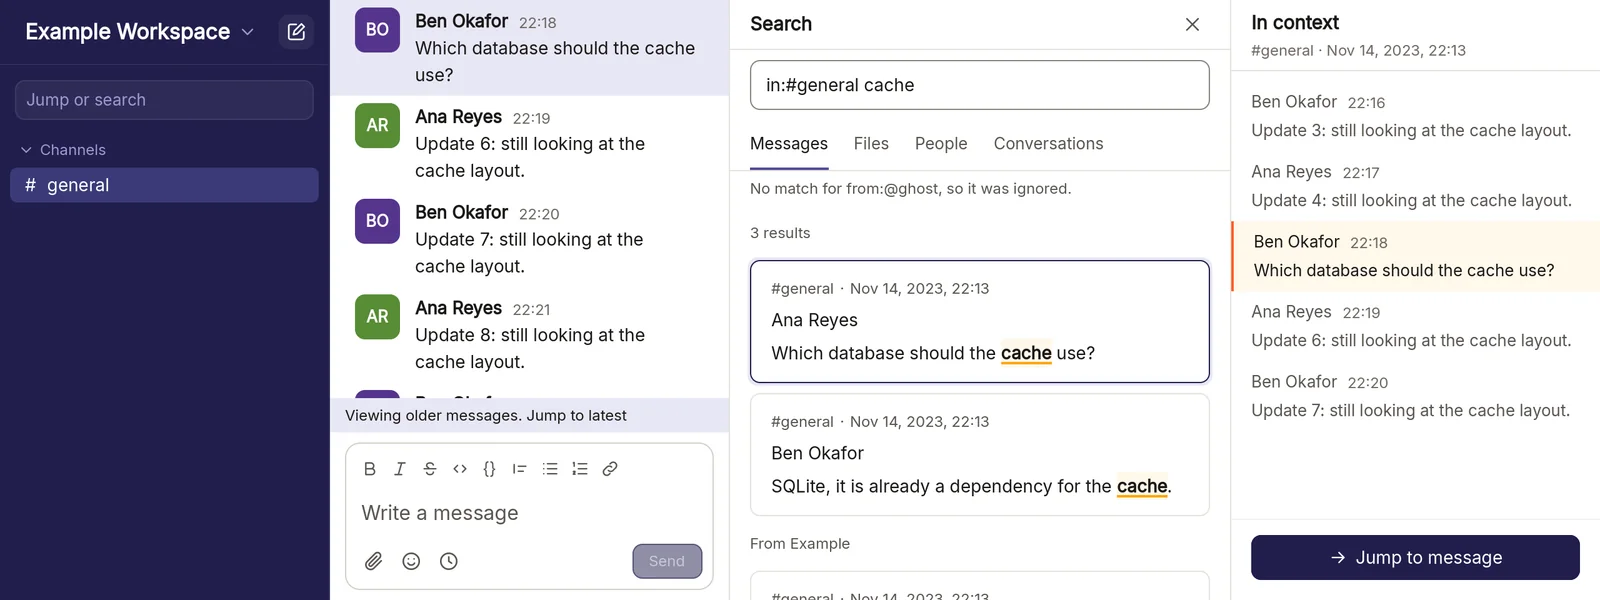 Example Workspace
Jump or search
Channels
# general
BO
Ben Okafor 22:18
Which database should the cache
use?
AR
Ana Reyes 22:19
Update 6: still looking at the
cache layout.
BO
Ben Okafor 22:20
Update 7: still looking at the
cache layout.
AR
Ana Reyes 22:21
Update 8: still looking at the
cache layout.
Viewing older messages. Jump to latest
Write a message
Send
Search
in:#general cache
Messages Files People Conversations
No match for from:@ghost, so it was ignored.
3 results
#general · Nov 14, 2023, 22:13
Ana Reyes
Which database should the cache use?
#general · Nov 14, 2023, 22:13
Ben Okafor
SQLite, it is already a dependency for the cache.
From Example
#general · Nov 14, 2023, 22:13
In context
#general · Nov 14, 2023, 22:13
Ben Okafor 22:16
Update 3: still looking at the cache layout.
Ana Reyes 22:17
Update 4: still looking at the cache layout.
Ben Okafor 22:18
Which database should the cache use?
Ana Reyes 22:19
Update 6: still looking at the cache layout.
Ben Okafor 22:20
Update 7: still looking at the cache layout.
Jump to message